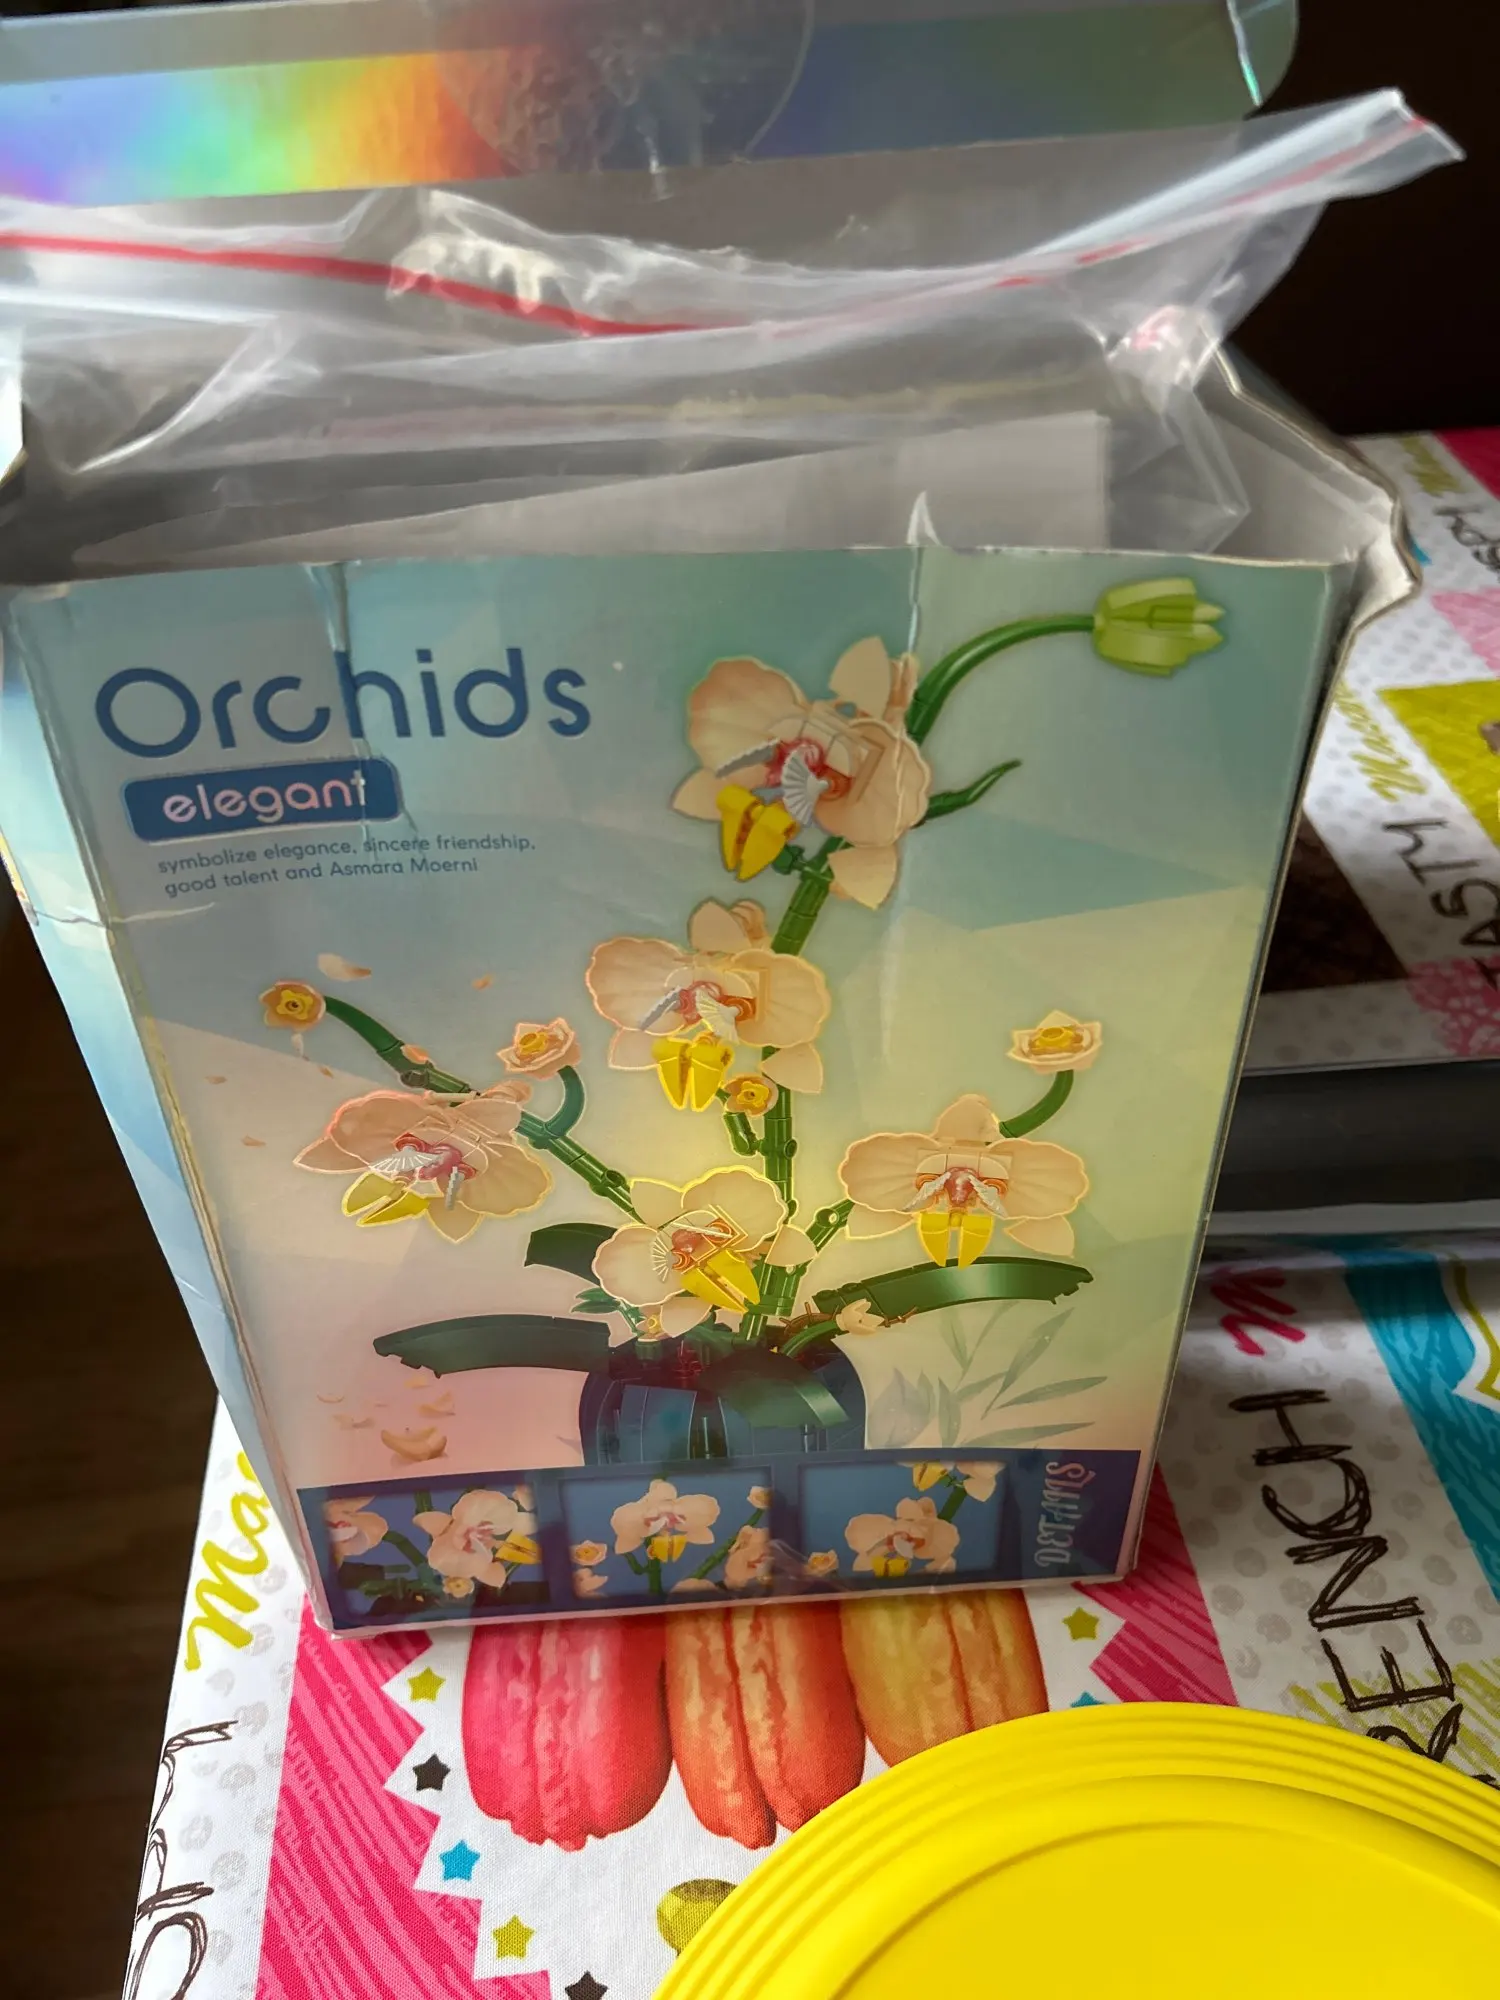 Orchids
elegant
symbolize elegance, sincere friendship,
good talent and Asmara Moerni
DETAILS
TASTY
FRENCH